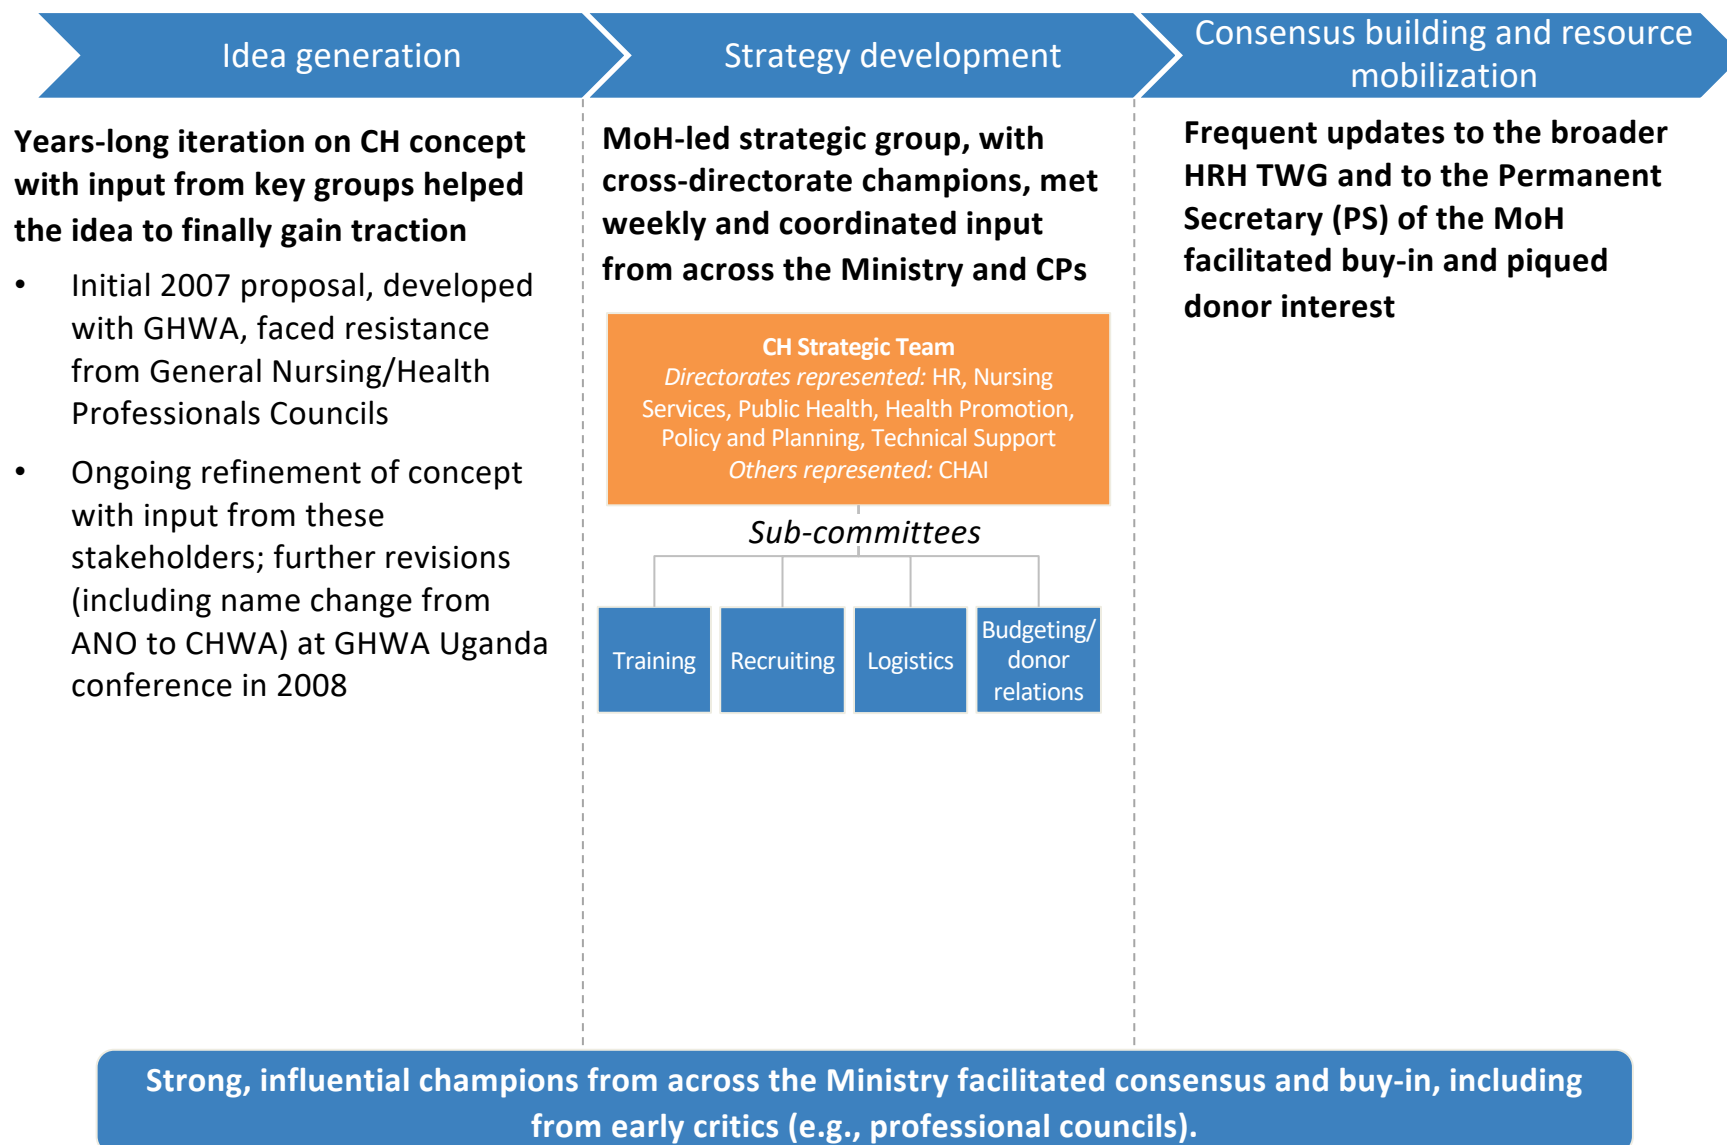 Idea generation
Strategy development
Consensus building and resource
mobilization
Years-long iteration on CH concept
with input from key groups helped
the idea to finally gain traction
• Initial 2007 proposal, developed
with GHWA, faced resistance
from General Nursing/Health
Professionals Councils
• Ongoing refinement of concept
with input from these
stakeholders; further revisions
(including name change from
ANO to CHWA) at GHWA Uganda
conference in 2008
MoH-led strategic group, with
cross-directorate champions, met
weekly and coordinated input
from across the Ministry and CPs
CH Strategic Team
Directorates represented: HR, Nursing
Services, Public Health, Health Promotion,
Policy and Planning, Technical Support
Others represented: CHAI
Sub-committees
Training
Recruiting
Logistics
Budgeting/
donor
relations
Frequent updates to the broader
HRH TWG and to the Permanent
Secretary (PS) of the MoH
facilitated buy-in and piqued
donor interest
Strong, influential champions from across the Ministry facilitated consensus and buy-in, including
from early critics (e.g., professional councils).